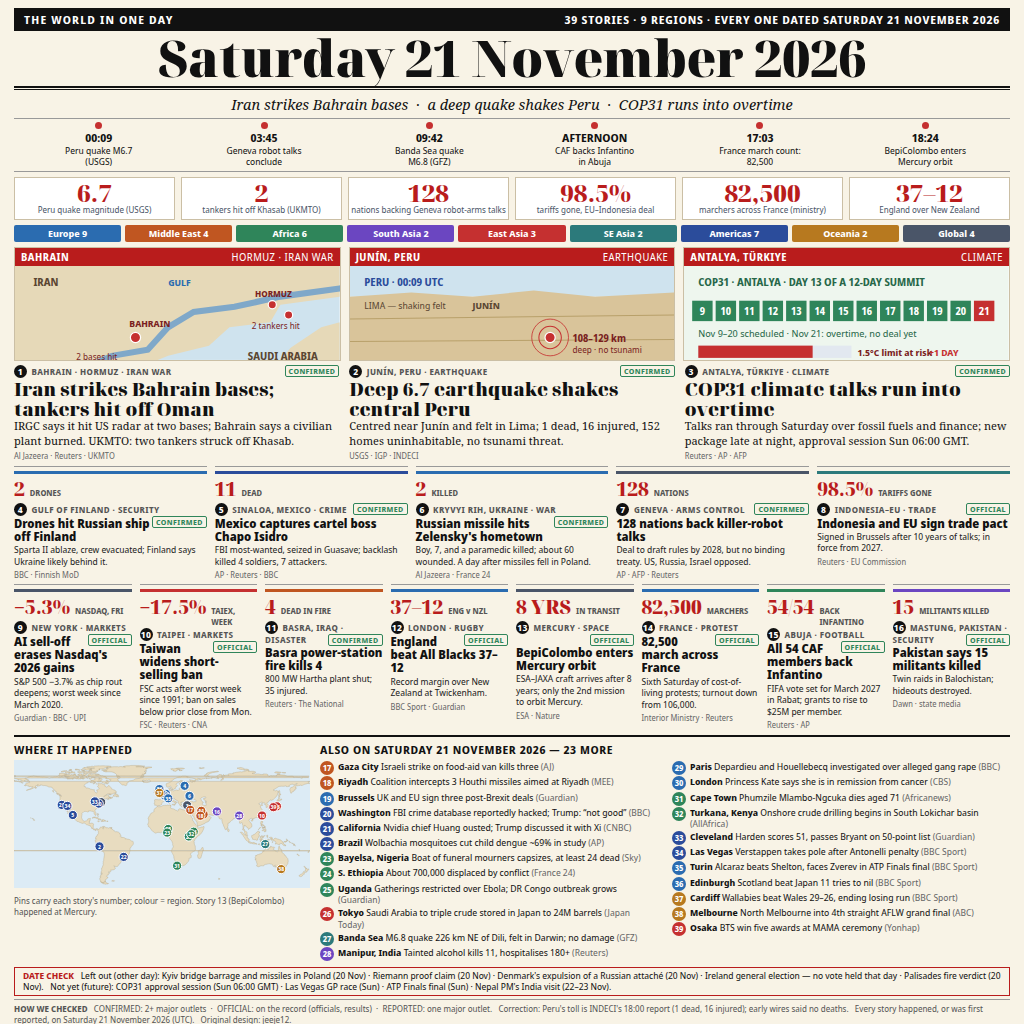 THE WORLD IN ONE DAY
39 STORIES · 9 REGIONS · EVERY ONE DATED SATURDAY 21 NOVEMBER 2026
Saturday 21 November 2026
Iran strikes Bahrain bases · a deep quake shakes Peru · COP31 runs into overtime
00:09
Peru quake M6.7
(USGS)
03:45
Geneva robot talks
conclude
09:42
Banda Sea quake
M6.8 (GFZ)
AFTERNOON
CAF backs Infantino
in Abuja
17:03
France march count:
82,500
18:24
BepiColombo enters
Mercury orbit
6.7
Peru quake magnitude (USGS)
2
tankers hit off Khasab (UKMTO)
128
nations backing Geneva robot-arms talks
98.5%
tariffs gone, EU–Indonesia deal
82,500
marchers across France (ministry)
37–12
England over New Zealand
Europe 9
Middle East 4
Africa 6
South Asia 2
East Asia 3
SE Asia 2
Americas 7
Oceania 2
Global 4
BAHRAIN
HORMUZ · IRAN WAR
IRAN
GULF
HORMUZ
BAHRAIN
2 tankers hit
2 bases hit
SAUDI ARABIA
JUNÍN, PERU
EARTHQUAKE
PERU · 00:09 UTC
LIMA — shaking felt
JUNÍN
108–129 km
deep · no tsunami
ANTALYA, TÜRKIYE
CLIMATE
COP31 · ANTALYA · DAY 13 OF A 12-DAY SUMMIT
9 10 11 12 13 14 15 16 17 18 19 20 21
Nov 9–20 scheduled · Nov 21: overtime, no deal yet
1.5°C limit at risk
1 DAY
1 BAHRAIN · HORMUZ · IRAN WAR
CONFIRMED
Iran strikes Bahrain bases;
tankers hit off Oman
IRGC says it hit US radar at two bases; Bahrain says a civilian
plant burned. UKMTO: two tankers struck off Khasab.
Al Jazeera · Reuters · UKMTO
2 JUNÍN, PERU · EARTHQUAKE
CONFIRMED
Deep 6.7 earthquake shakes
central Peru
Centred near Junín and felt in Lima; 1 dead, 16 injured, 152
homes uninhabitable, no tsunami threat.
USGS · IGP · INDECI
3 ANTALYA, TÜRKIYE · CLIMATE
CONFIRMED
COP31 climate talks run into
overtime
Talks ran through Saturday over fossil fuels and finance; new
package late at night, approval session Sun 06:00 GMT.
Reuters · AP · AFP
2 DRONES
4 GULF OF FINLAND · SECURITY
CONFIRMED
Drones hit Russian ship
off Finland
Sparta II ablaze, crew evacuated; Finland says
Ukraine likely behind it.
BBC · Finnish MoD
11 DEAD
5 SINALOA, MEXICO · CRIME
CONFIRMED
Mexico captures cartel boss
Chapo Isidro
FBI most-wanted, seized in Guasave; backlash
killed 4 soldiers, 7 attackers.
AP · Reuters · BBC
2 KILLED
6 KRYVYI RIH, UKRAINE · WAR
CONFIRMED
Russian missile hits
Zelensky's hometown
Boy, 7, and a paramedic killed; about 60
wounded. A day after missiles fell in Poland.
Al Jazeera · France 24
128 NATIONS
7 GENEVA · ARMS CONTROL
CONFIRMED
128 nations back killer-robot
talks
Deal to draft rules by 2028, but no binding
treaty. US, Russia, Israel opposed.
AP · AFP · Reuters
98.5% TARIFFS GONE
8 INDONESIA–EU · TRADE
OFFICIAL
Indonesia and EU sign trade pact
Signed in Brussels after 10 years of talks; in
force from 2027.
Reuters · EU Commission
−5.3% NASDAQ, FRI
9 NEW YORK · MARKETS
OFFICIAL
AI sell-off
erases Nasdaq's
2026 gains
S&P 500 −3.7% as chip rout
deepens; worst week since
March 2020.
Guardian · BBC · UPI
−17.5% TAIEX,
WEEK
10 TAIPEI · MARKETS
OFFICIAL
Taiwan
widens short-
selling ban
FSC acts after worst week
since 1991; ban on sales
below prior close from Mon.
FSC · Reuters · CNA
4 DEAD IN FIRE
11 BASRA, IRAQ ·
DISASTER
CONFIRMED
Basra power-station
fire kills 4
800 MW Hartha plant shut;
35 injured.
Reuters · The National
37–12 ENG v NZL
12 LONDON · RUGBY
OFFICIAL
England
beat All Blacks 37–
12
Record margin over New
Zealand at Twickenham.
BBC Sport · Guardian
8 YRS IN TRANSIT
13 MERCURY · SPACE
OFFICIAL
BepiColombo enters
Mercury orbit
ESA–JAXA craft arrives after 8
years; only the 2nd mission
to orbit Mercury.
ESA · Nature
82,500 MARCHERS
14 FRANCE · PROTEST
OFFICIAL
82,500
march across
France
Sixth Saturday of cost-of-
living protests; turnout down
from 106,000.
Interior Ministry · Reuters
54/54 BACK
INFANTINO
15 ABUJA · FOOTBALL
OFFICIAL
All 54 CAF
members back
Infantino
FIFA vote set for March 2027
in Rabat; grants to rise to
$25M per member.
Reuters · AP
15 MILITANTS KILLED
16 MASTUNG, PAKISTAN ·
SECURITY
OFFICIAL
Pakistan says 15
militants killed
Twin raids in Balochistan;
hideouts destroyed.
Dawn · state media
WHERE IT HAPPENED
Pins carry each story's number; colour = region. Story 13 (BepiColombo)
happened at Mercury.
ALSO ON SATURDAY 21 NOVEMBER 2026 — 23 MORE
17 Gaza City Israeli strike on food-aid van kills three (AJ)
18 Riyadh Coalition intercepts 3 Houthi missiles aimed at Riyadh (MEE)
19 Brussels UK and EU sign three post-Brexit deals (Guardian)
20 Washington FBI crime database reportedly hacked; Trump: “not good” (BBC)
21 California Nvidia chief Huang ousted; Trump discussed it with Xi (CNBC)
22 Brazil Wolbachia mosquitoes cut child dengue ~69% in study (AP)
23 Bayelsa, Nigeria Boat of funeral mourners capsizes, at least 24 dead (Sky)
24 S. Ethiopia About 700,000 displaced by conflict (France 24)
25 Uganda Gatherings restricted over Ebola; DR Congo outbreak grows
(Guardian)
26 Tokyo Saudi Arabia to triple crude stored in Japan to 24M barrels (Japan
Today)
27 Banda Sea M6.8 quake 226 km NE of Dili, felt in Darwin; no damage (GFZ)
28 Manipur, India Tainted alcohol kills 11, hospitalises 180+ (Reuters)
29 Paris Depardieu and Houellebecq investigated over alleged gang rape (BBC)
30 London Princess Kate says she is in remission from cancer (CBS)
31 Cape Town Phumzile Mlambo-Ngcuka dies aged 71 (Africanews)
32 Turkana, Kenya Onshore crude drilling begins in South Lokichar basin
(AllAfrica)
33 Cleveland Harden scores 51, passes Bryant on 50-point list (Guardian)
34 Las Vegas Verstappen takes pole after Antonelli penalty (BBC Sport)
35 Turin Alcaraz beats Shelton, faces Zverev in ATP Finals final (BBC Sport)
36 Edinburgh Scotland beat Japan 11 tries to nil (BBC Sport)
37 Cardiff Wallabies beat Wales 29–26, ending losing run (BBC Sport)
38 Melbourne North Melbourne into 4th straight AFLW grand final (ABC)
39 Osaka BTS win five awards at MAMA ceremony (Yonhap)
DATE CHECK Left out (other day): Kyiv bridge barrage and missiles in Poland (20 Nov) · Riemann proof claim (20 Nov) · Denmark's expulsion of a Russian attaché (20 Nov) · Ireland general election — no vote held that day · Palisades fire verdict (20
Nov). Not yet (future): COP31 approval session (Sun 06:00 GMT) · Las Vegas GP race (Sun) · ATP Finals final (Sun) · Nepal PM's India visit (22–23 Nov).
HOW WE CHECKED CONFIRMED: 2+ major outlets · OFFICIAL: on the record (officials, results) · REPORTED: one major outlet. Correction: Peru's toll is INDECI's 18:00 report (1 dead, 16 injured); early wires said no deaths. Every story happened, or was first
reported, on Saturday 21 November 2026 (UTC). Original design: jeeje12.